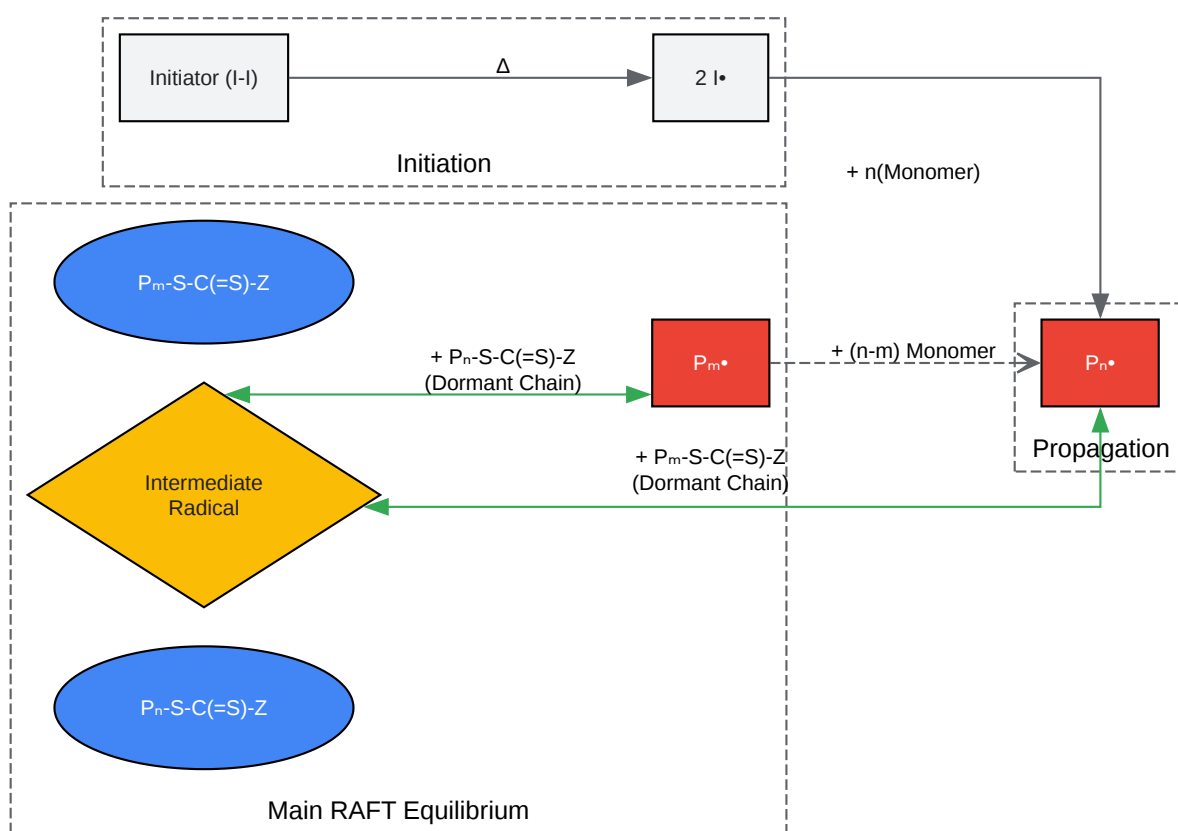 Initiator (I-I)
Δ
2 I•
Initiation
+ n(Monomer)
Pₘ-S-C(=S)-Z
+ Pₙ-S-C(=S)-Z
(Dormant Chain)
Pₘ•
+ (n-m) Monomer
Pₙ•
Propagation
+ Pₘ-S-C(=S)-Z
(Dormant Chain)
Intermediate
Radical
Pₙ-S-C(=S)-Z
Main RAFT Equilibrium